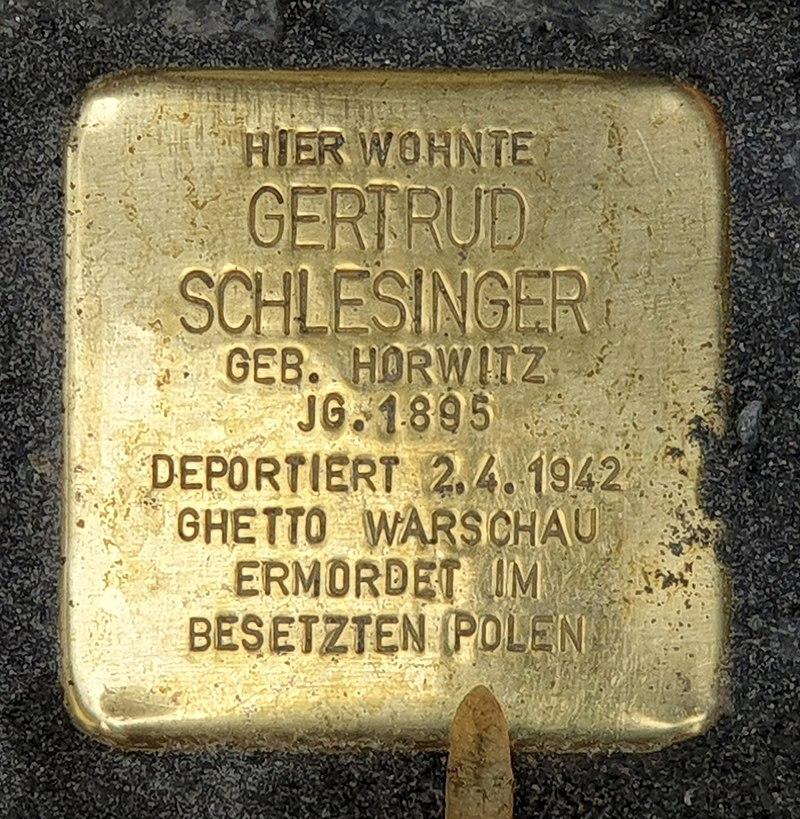 HIER WOHNTE
GERTRUD
SCHLESINGER
GEB. HORWITZ
JG. 1895
DEPORTIERT 2.4.1942
GHETTO WARSCHAU
ERMORDET IM
BESETZTEN POLEN